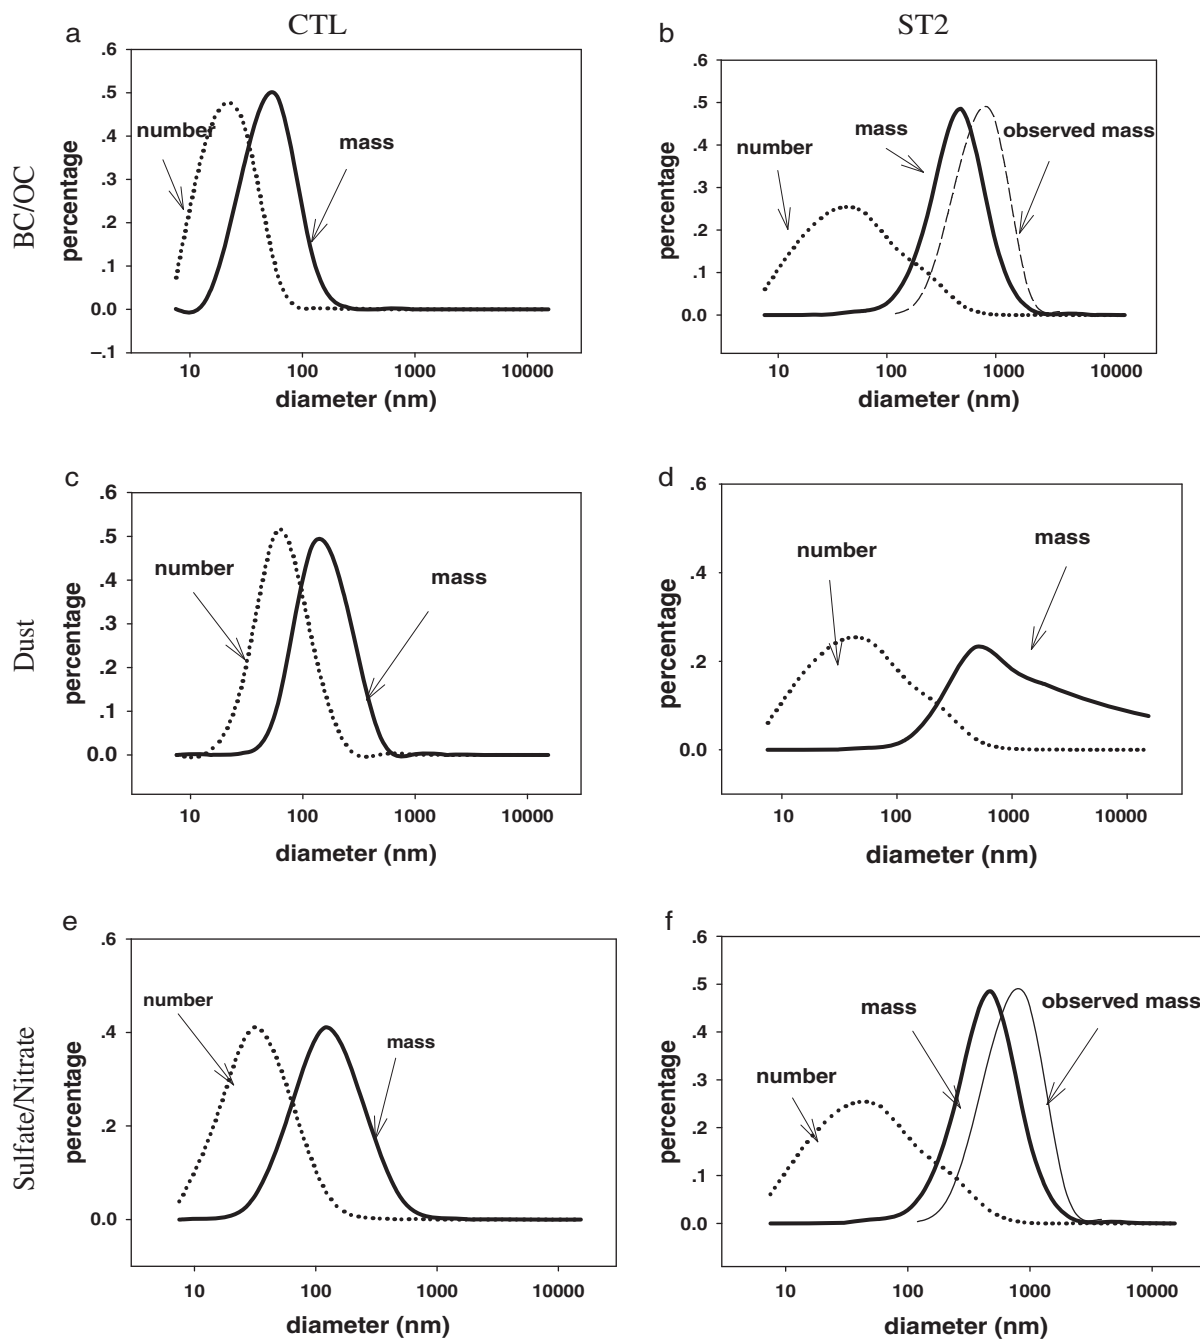 CTL
ST2
BC/OC
Dust
Sulfate/Nitrate
a
.6
.5
.4
.3
.2
.1
0.0
–.1
percentage
number
mass
10
100
1000
10000
diameter (nm)
b
.6
.5
.4
.3
.2
.1
0.0
percentage
number
mass
observed mass
10
100
1000
10000
diameter (nm)
c
.6
.5
.4
.3
.2
.1
0.0
percentage
number
mass
10
100
1000
10000
diameter (nm)
d
.6
.4
.2
0.0
percentage
number
mass
10
100
1000
10000
diameter (nm)
e
.6
.4
.2
0.0
percentage
number
mass
10
100
1000
10000
diameter (nm)
f
.6
.5
.4
.3
.2
.1
0.0
percentage
number
mass
observed mass
10
100
1000
10000
diameter (nm)